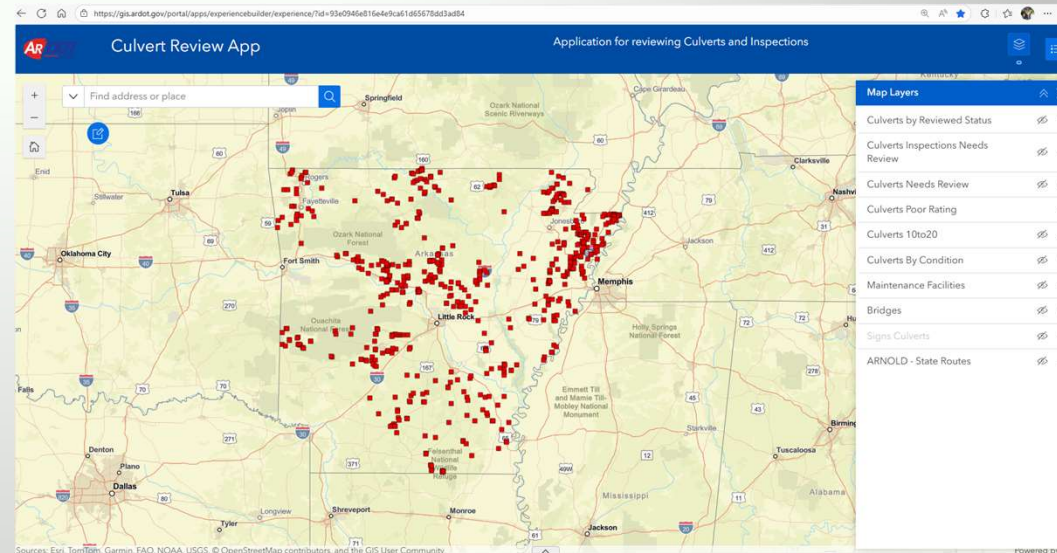 https://gis.ardot.gov/portal/apps/experiencebuilder/experience/?id=93e0946e816e4e9ca61d65678dd3ad84
Culvert Review App
Application for reviewing Culverts and Inspections
Find address or place
Map Layers
Culverts by Reviewed Status
Culverts Inspections Needs
Review
Culverts Needs Review
Culverts Poor Rating
Culverts 10to20
Culverts By Condition
Maintenance Facilities
Bridges
Signs Culverts
ARNOLD - State Routes
Kentucky
Springfield
Cape Girardeau
Ozark National
Scenic Riverways
Joplin
Clarksville
Enid
Stillwater
Tulsa
Rogers
Fayetteville
Ozark National
Forest
Fort Smith
Oklahoma City
Jackson
Memphis
Little Rock
Ouachita
Holly Springs
National Forest
Emmett Till
and Mamie Till-
Mobley National
Monument
Starkville
Tuscaloosa
Falls
Denton
Plano
Dallas
Felsenthal
National
Wildlife
Refuge
Longview
Shreveport
Monroe
Mississippi
Alabama
Tyler
Jackson
Sources: Esri, TomTom, Garmin, FAO, NOAA, USGS, © OpenStreetMap contributors, and the GIS User Community